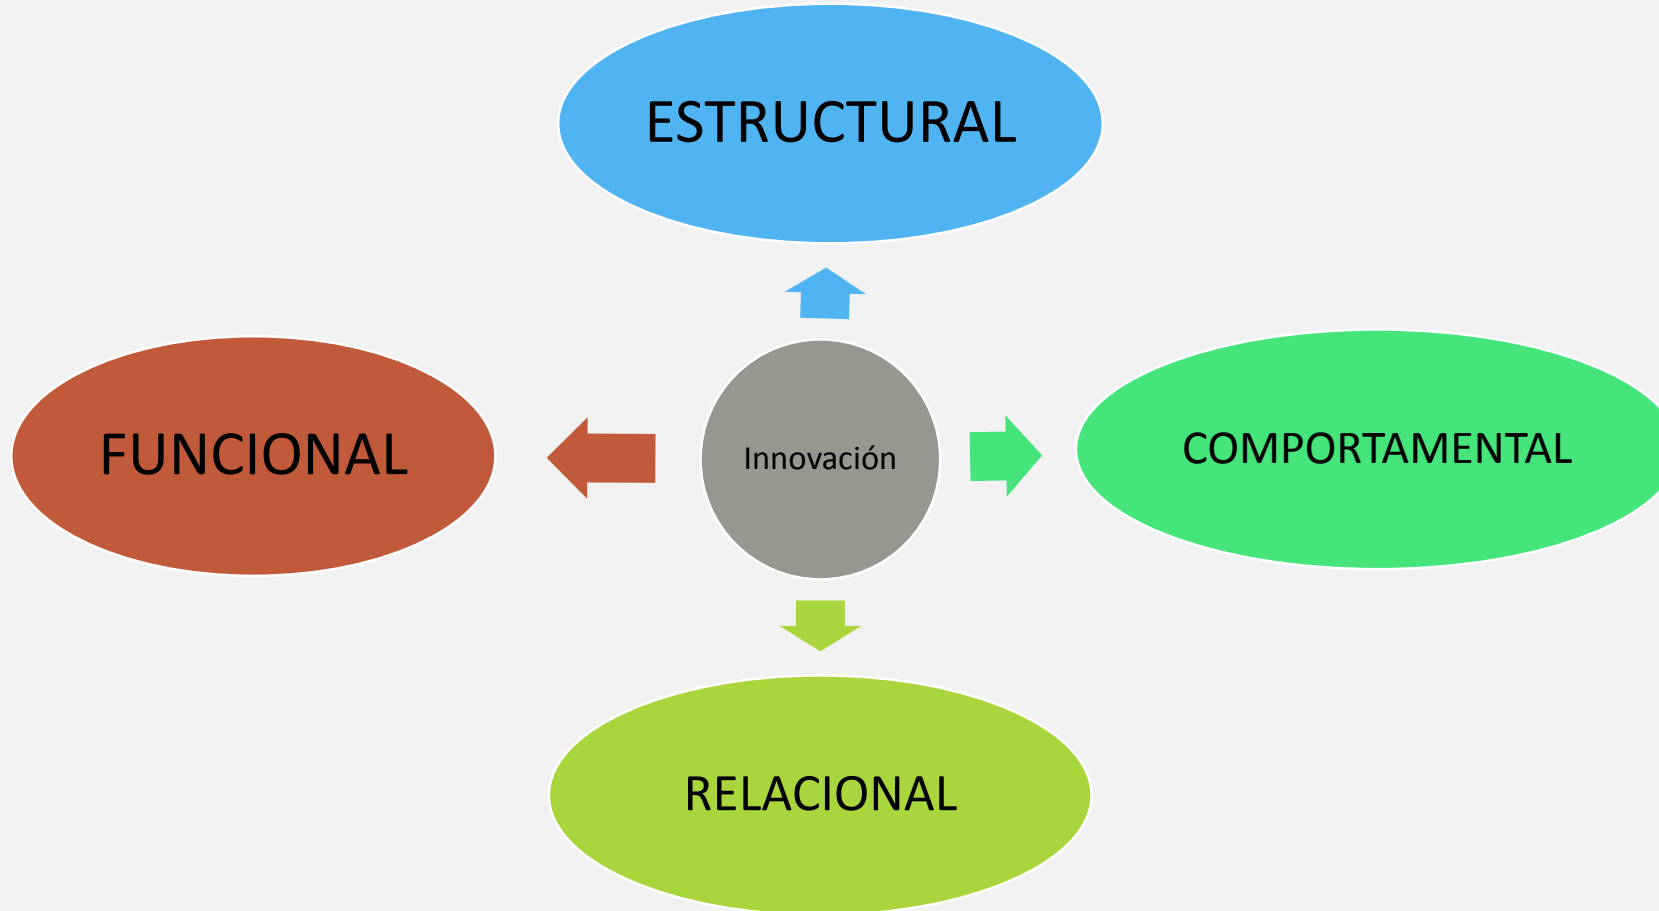 ESTRUCTURAL
FUNCIONAL
Innovación
COMPORTAMENTAL
RELACIONAL